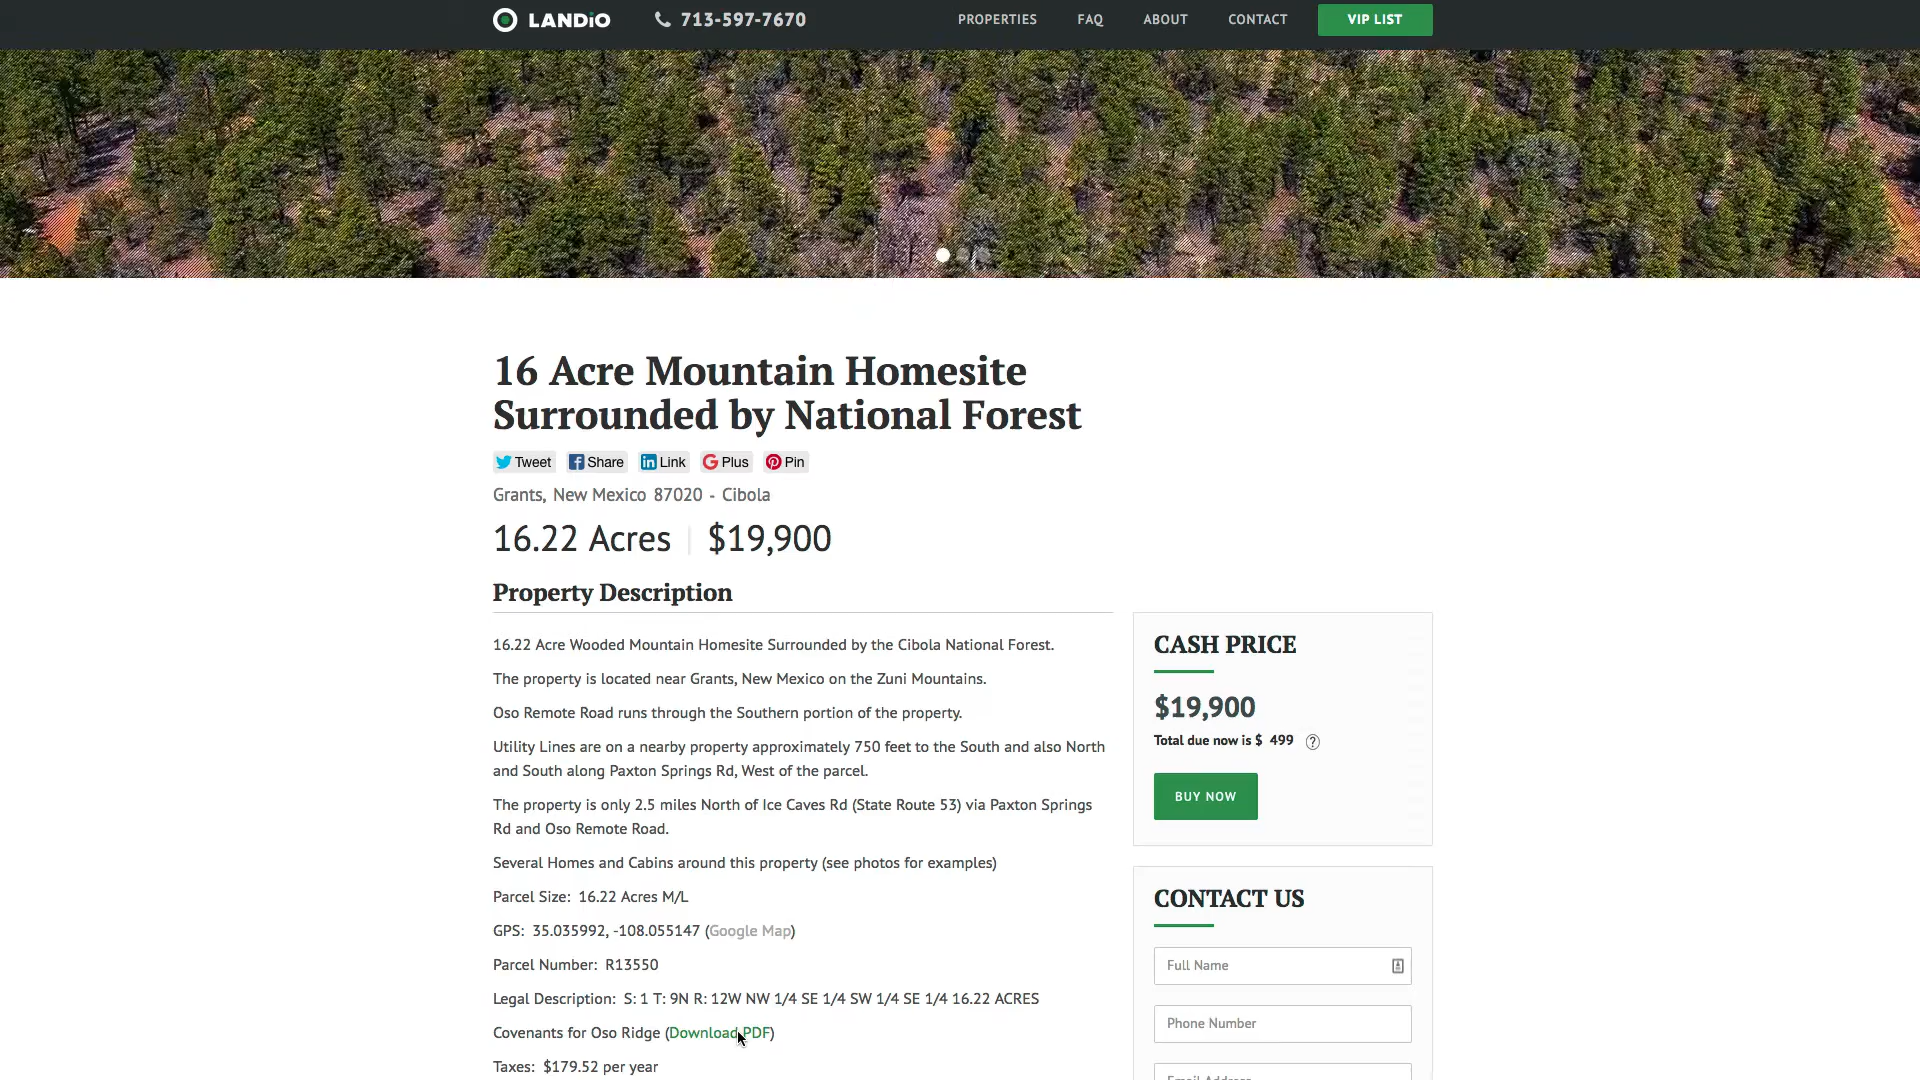 LANDiO
713-597-7670
PROPERTIES
FAQ
ABOUT
CONTACT
VIP LIST
16 Acre Mountain Homesite
Surrounded by National Forest
Tweet
Share
Link
Plus
Pin
Grants, New Mexico 87020 - Cibola
16.22 Acres | $19,900
Property Description
16.22 Acre Wooded Mountain Homesite Surrounded by the Cibola National Forest.
The property is located near Grants, New Mexico on the Zuni Mountains.
Oso Remote Road runs through the Southern portion of the property.
Utility Lines are on a nearby property approximately 750 feet to the South and also North
and South along Paxton Springs Rd, West of the parcel.
The property is only 2.5 miles North of Ice Caves Rd (State Route 53) via Paxton Springs
Rd and Oso Remote Road.
Several Homes and Cabins around this property (see photos for examples)
Parcel Size: 16.22 Acres M/L
GPS: 35.035992, -108.055147 (Google Map)
Parcel Number: R13550
Legal Description: S: 1 T: 9N R: 12W NW 1/4 SE 1/4 SW 1/4 SE 1/4 16.22 ACRES
Covenants for Oso Ridge (Download PDF)
Taxes: $179.52 per year
CASH PRICE
$19,900
Total due now is $ 499 ?
BUY NOW
CONTACT US
Full Name
Phone Number
Email Address